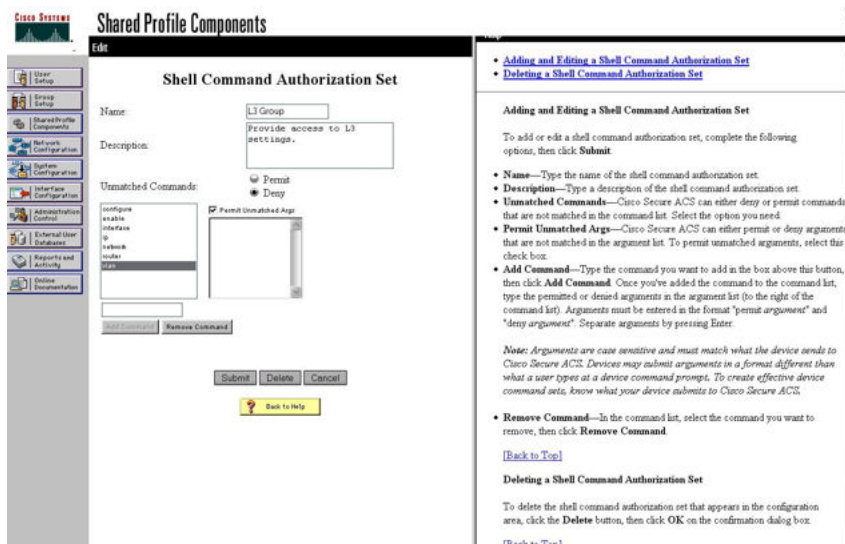 CISCO SYSTEMS
Shared Profile Components
Edit
User
Setup
Group
Setup
Shared Profile
Components
Network
Configuration
System
Configuration
Interface
Configuration
Administration
Control
External User
Databases
Reports and
Activity
Online
Documentation
Shell Command Authorization Set
Name:
L3 Group
Description:
Provide access to L3
settings.
Unmatched Commands:
Permit
Deny
configure
enable
interface
ip
network
router
vlan
Permit Unmatched Args
Add Command
Remove Command
Submit
Delete
Cancel
Back to Help
Help
• Adding and Editing a Shell Command Authorization Set
• Deleting a Shell Command Authorization Set
Adding and Editing a Shell Command Authorization Set
To add or edit a shell command authorization set, complete the following
options, then click Submit.
• Name—Type the name of the shell command authorization set.
• Description—Type a description of the shell command authorization set.
• Unmatched Commands—Cisco Secure ACS can either deny or permit commands
that are not matched in the command list. Select the option you need.
• Permit Unmatched Args—Cisco Secure ACS can either permit or deny arguments
that are not matched in the argument list. To permit unmatched arguments, select this
check box.
• Add Command—Type the command you want to add in the box above this button,
then click Add Command. Once you've added the command to the command list,
type the permitted or denied arguments in the argument list (to the right of the
command list). Arguments must be entered in the format "permit argument" and
"deny argument". Separate arguments by pressing Enter.
Note: Arguments are case sensitive and must match what the device sends to
Cisco Secure ACS. Devices may submit arguments in a format different than
what a user types at a device command prompt. To create effective device
command sets, know what your device submits to Cisco Secure ACS.
• Remove Command—In the command list, select the command you want to
remove, then click Remove Command.
[Back to Top]
Deleting a Shell Command Authorization Set
To delete the shell command authorization set that appears in the configuration
area, click the Delete button, then click OK on the confirmation dialog box.
[Back to Top]